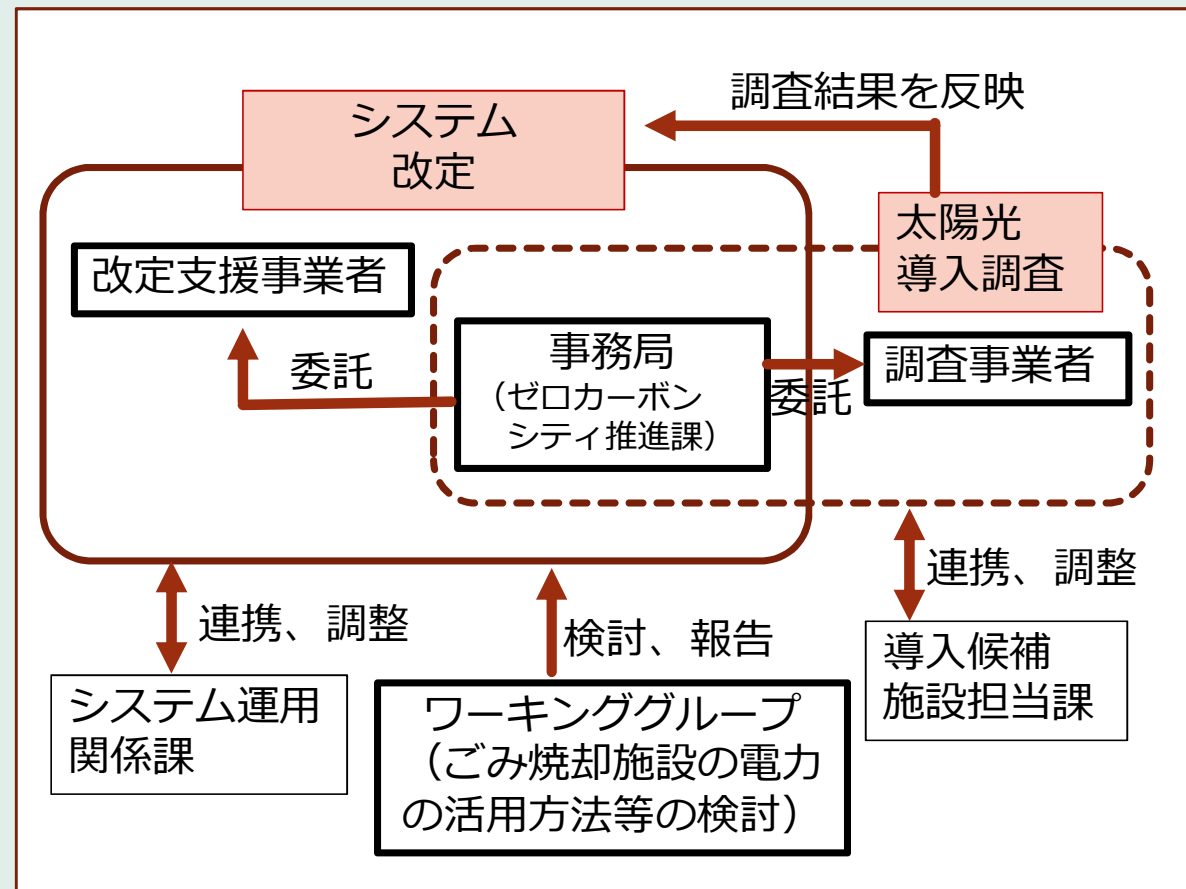 調査結果を反映
システム
改定
太陽光
導入調査
改定支援事業者
事務局
（ゼロカーボン
シティ推進課）
委託
委託
調査事業者
連携、調整
検討、報告
連携、調整
システム運用
関係課
ワーキンググループ
（ごみ焼却施設の電力
の活用方法等の検討）
導入候補
施設担当課